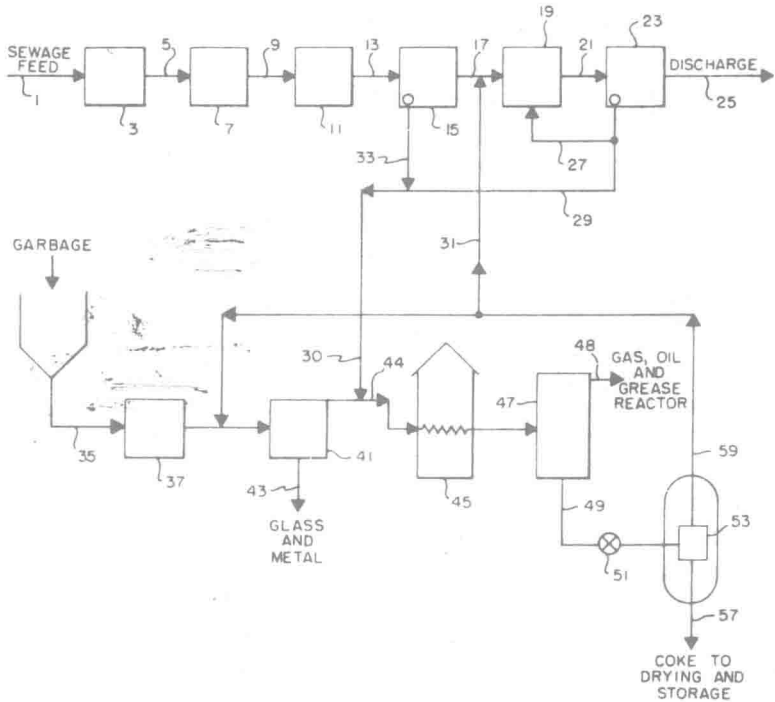 19
23
5
9
13
17
21
SEWAGE
FEED
DISCHARGE
1
3
7
11
15
25
33
27
29
31
GARBAGE
30
44
48
GAS, OIL
AND
GREASE
REACTOR
47
35
37
41
43
45
49
59
GLASS
AND
METAL
53
51
57
COKE TO
DRYING AND
STORAGE